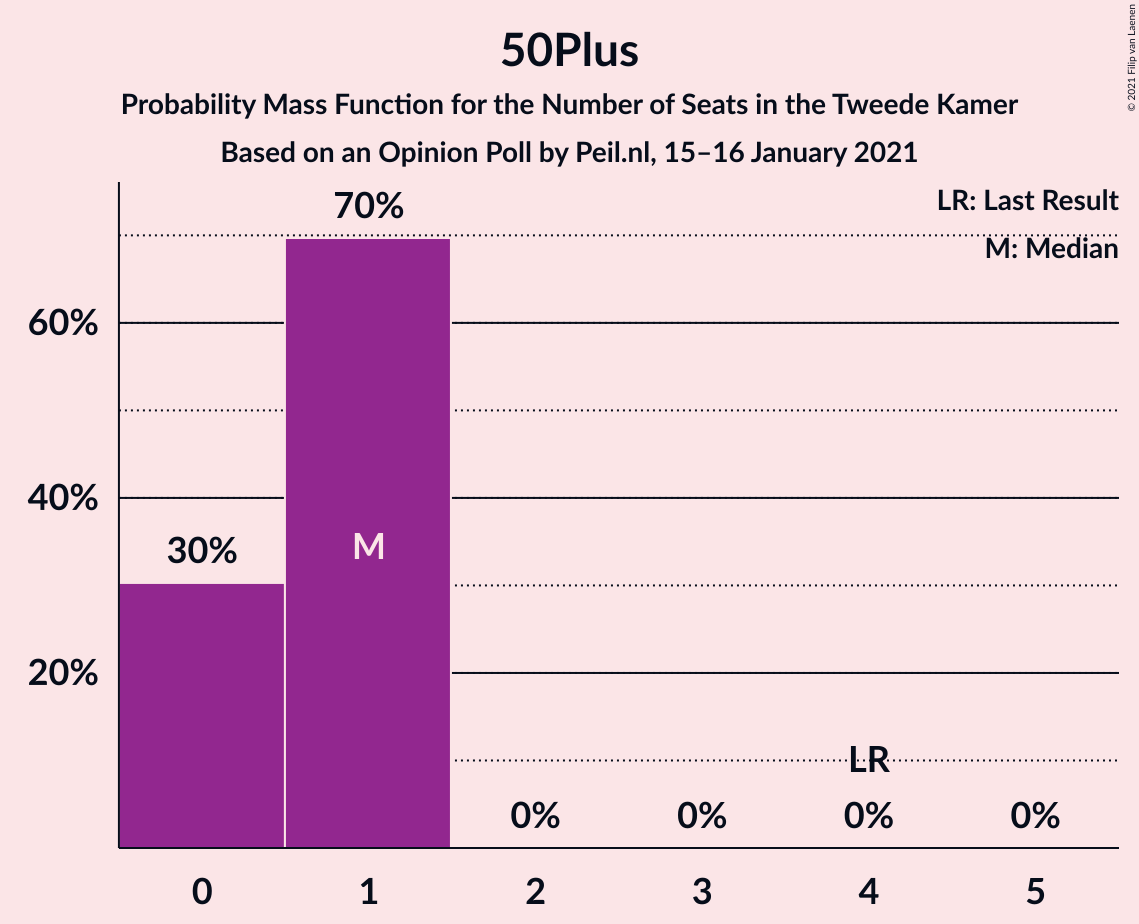 50Plus
Probability Mass Function for the Number of Seats in the Tweede Kamer
Based on an Opinion Poll by Peil.nl, 15–16 January 2021
© 2021 Filip van Laenen
LR: Last Result
M: Median
70%
60%
40%
30%
M
20%
LR
0% 0% 0% 0%
0 1 2 3 4 5